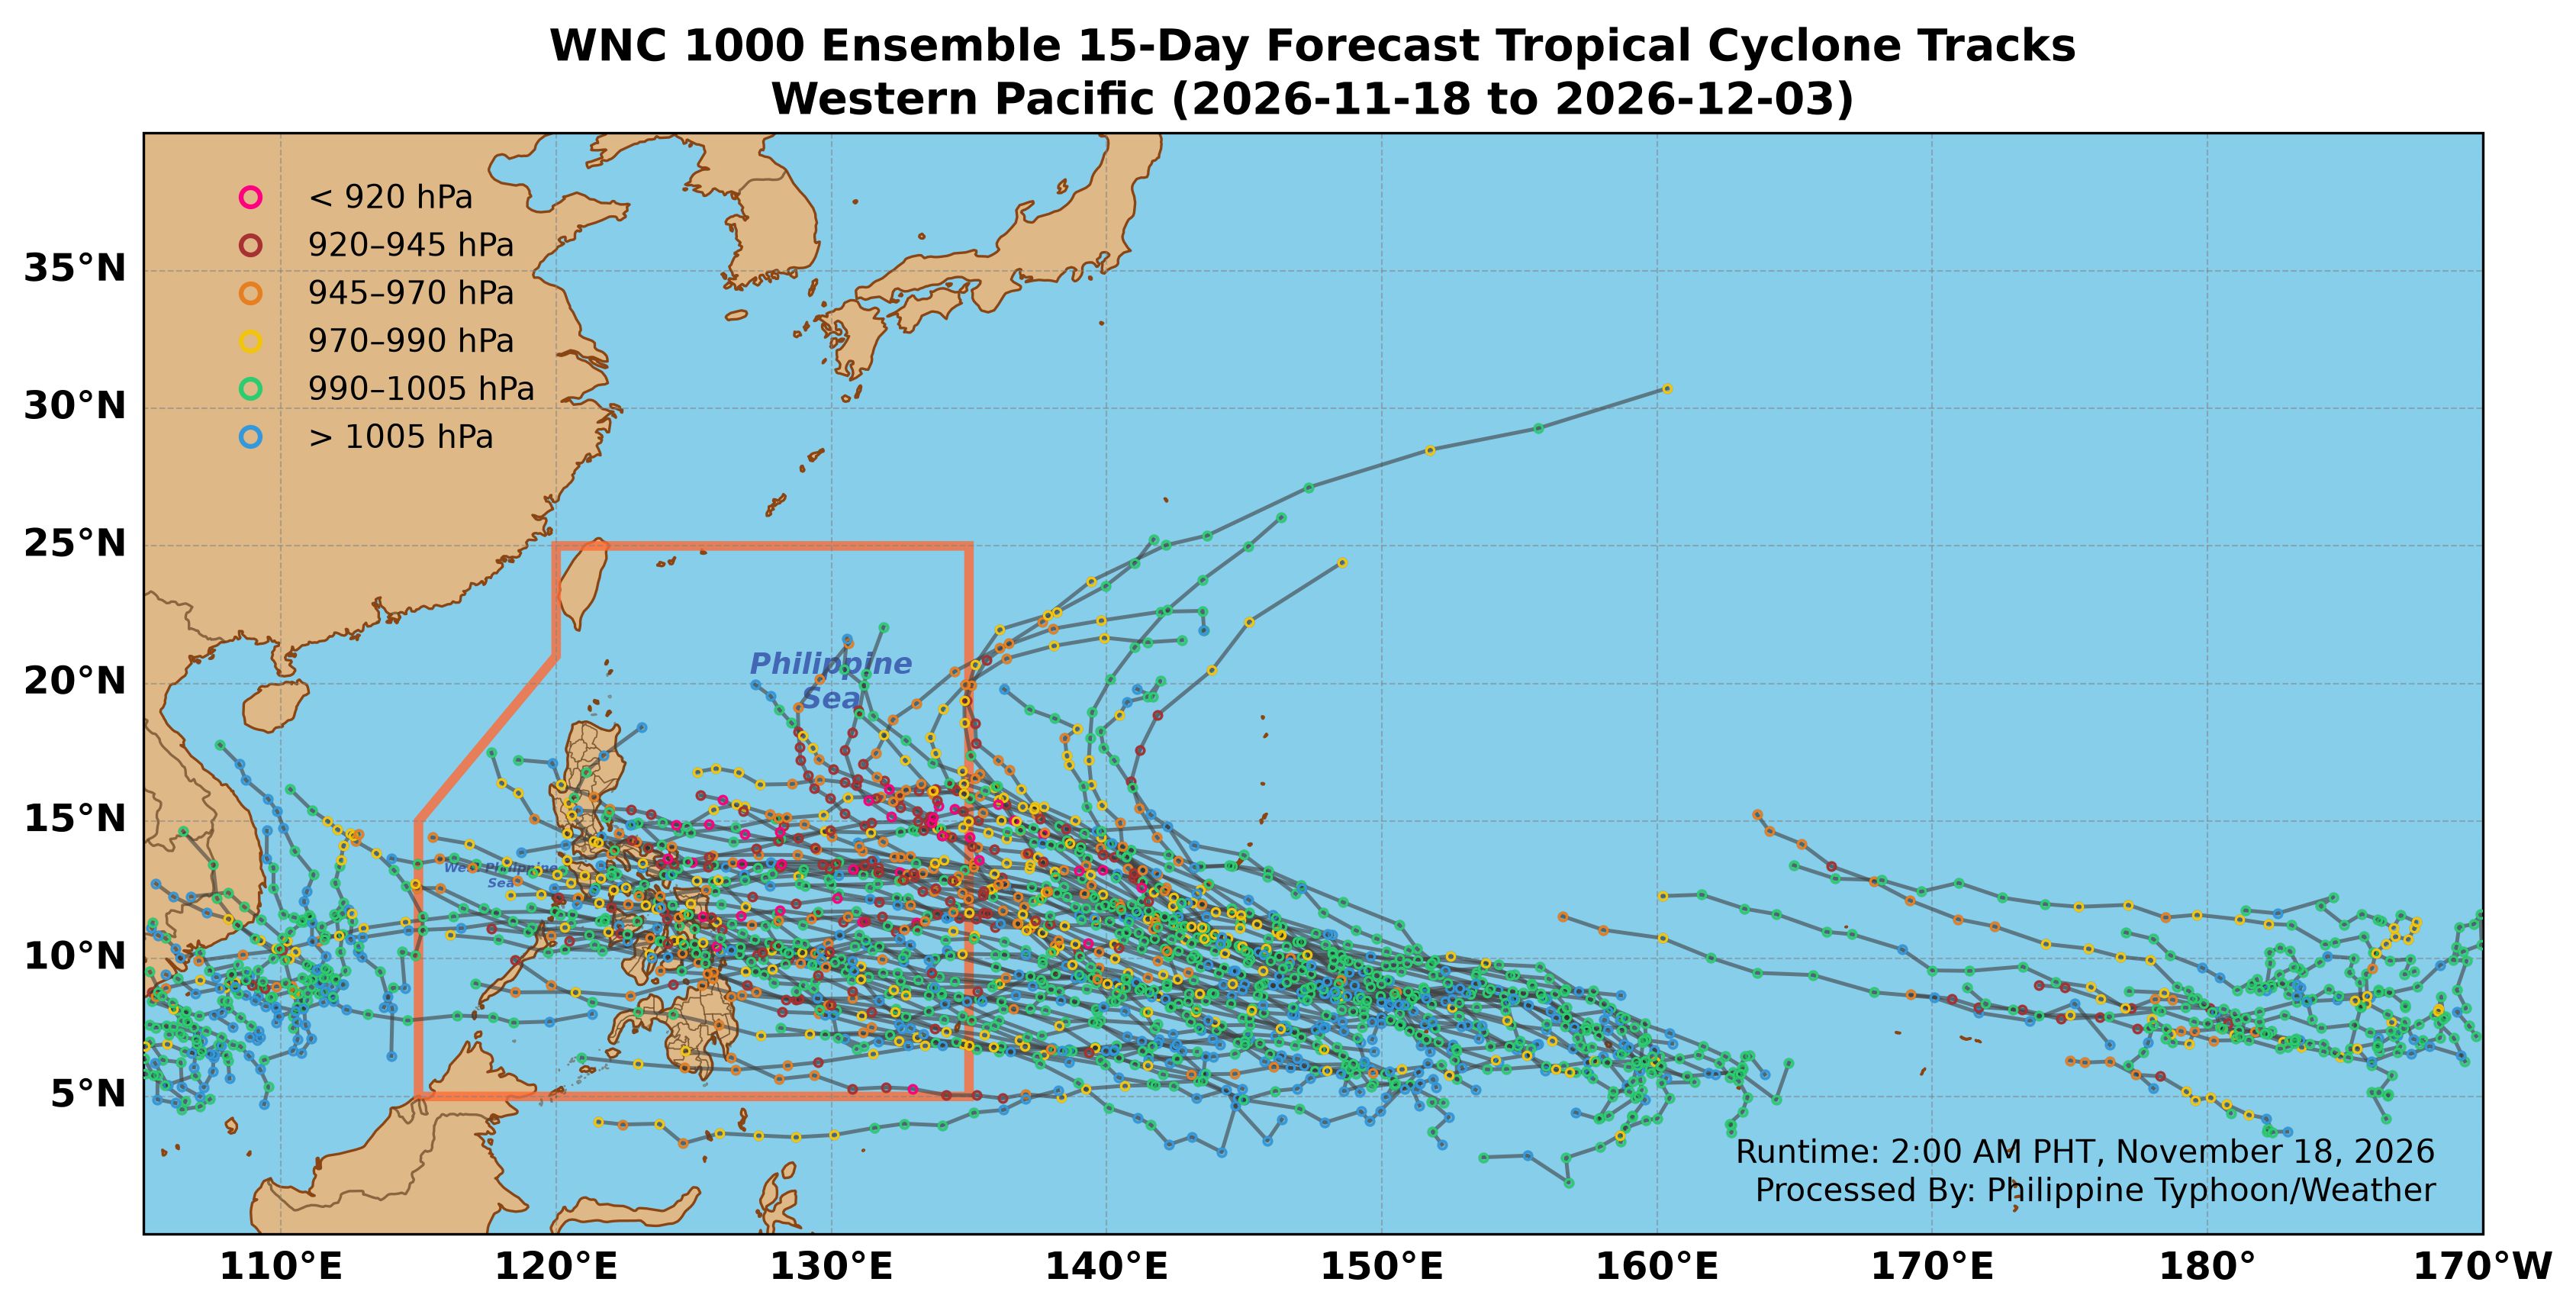 WNC 1000 Ensemble 15-Day Forecast Tropical Cyclone Tracks
Western Pacific (2026-11-18 to 2026-12-03)
< 920 hPa
920–945 hPa
945–970 hPa
970–990 hPa
990–1005 hPa
> 1005 hPa
35°N
30°N
25°N
20°N
15°N
10°N
5°N
Philippine
Sea
West Philippine
Sea
Runtime: 2:00 AM PHT, November 18, 2026
Processed By: Philippine Typhoon/Weather
110°E 120°E 130°E 140°E 150°E 160°E 170°E 180° 170°W